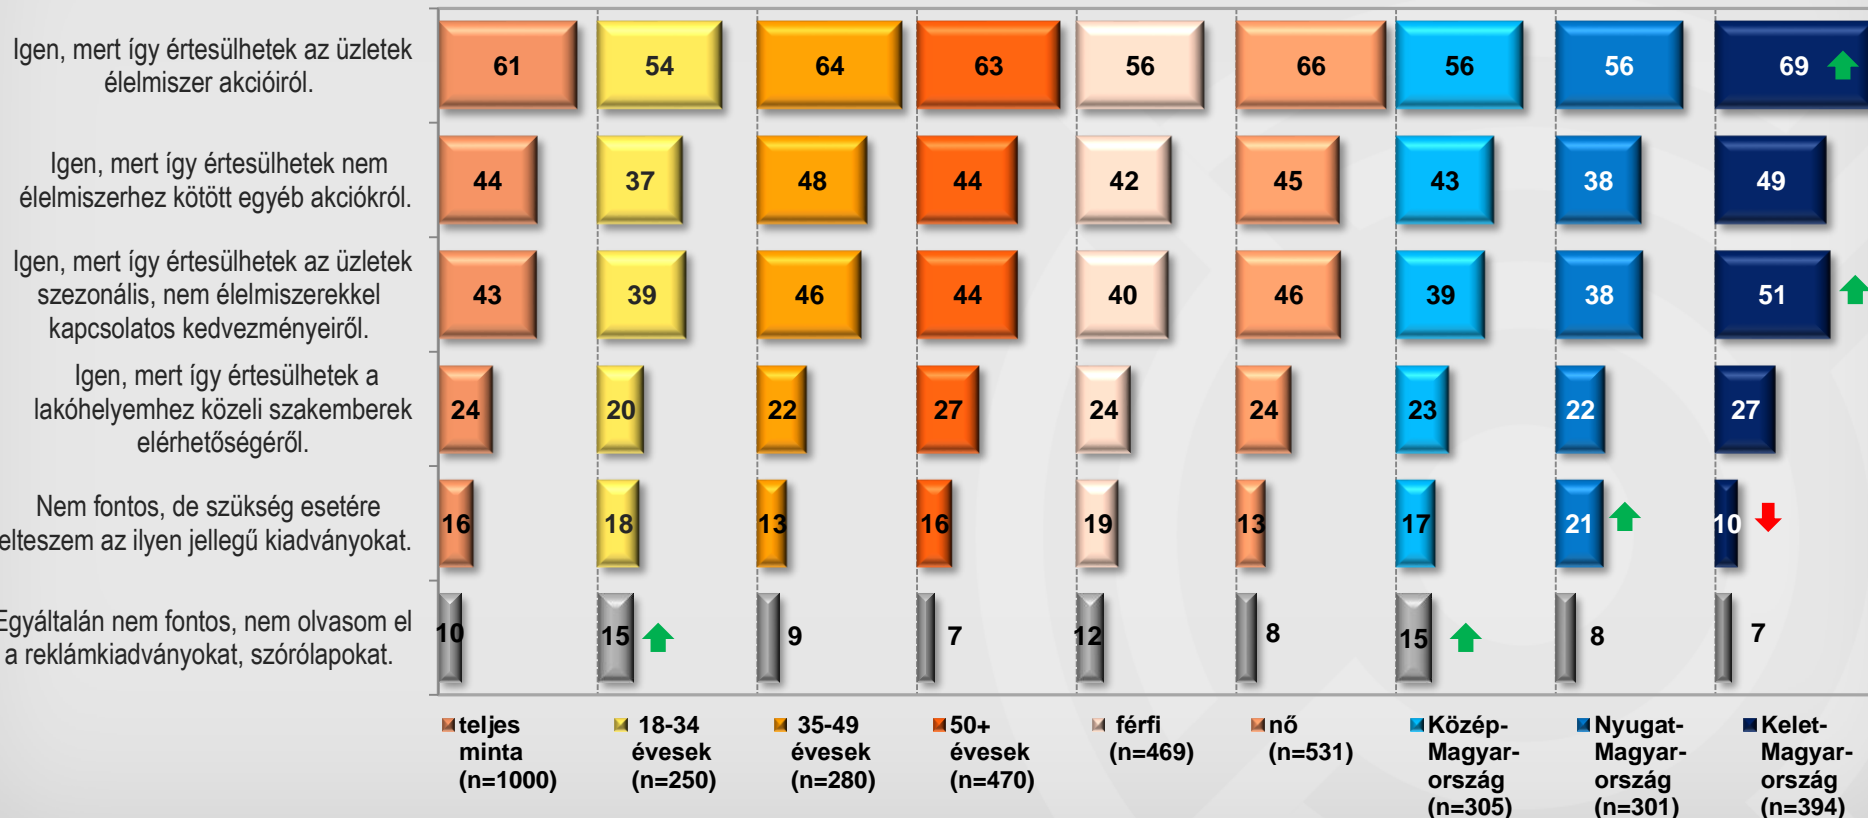 Igen, mert így értesülhetek az üzletek
élelmiszer akcióiról.
61 54 64 63 56 66 56 56 69
Igen, mert így értesülhetek nem
élelmiszerhez kötött egyéb akciókról.
44 37 48 44 42 45 43 38 49
Igen, mert így értesülhetek az üzletek
szezonális, nem élelmiszerekkel
kapcsolatos kedvezményeiről.
43 39 46 44 40 46 39 38 51
Igen, mert így értesülhetek a
lakóhelyemhez közeli szakemberek
elérhetőségéről.
24 20 22 27 24 24 23 22 27
Nem fontos, de szükség esetére
elteszem az ilyen jellegű kiadványokat.
16 18 13 16 19 13 17 21 10
Egyáltalán nem fontos, nem olvasom el
a reklámkiadványokat, szórólapokat.
10 15 9 7 12 8 15 8 7
teljes
minta
(n=1000)
18-34
évesek
(n=250)
35-49
évesek
(n=280)
50+
évesek
(n=470)
férfi
(n=469)
nő
(n=531)
Közép-
Magyar-
ország
(n=305)
Nyugat-
Magyar-
ország
(n=301)
Kelet-
Magyar-
ország
(n=394)